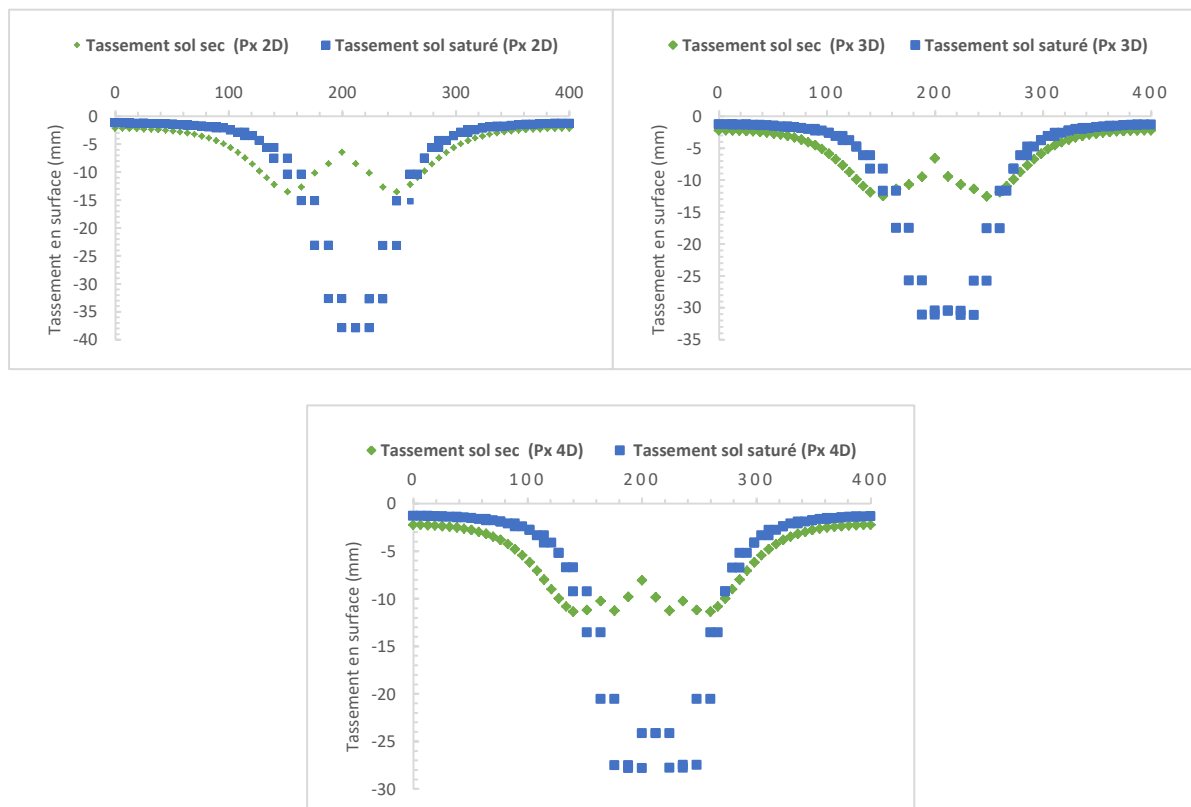 Tassement sol sec (Px 2D) Tassement sol saturé (Px 2D)
0 100 200 300 400
0
-5
-10
-15
-20
-25
-30
-35
-40
Tassement en surface (mm)
Tassement sol sec (Px 3D) Tassement sol saturé (Px 3D)
0 100 200 300 400
0
-5
-10
-15
-20
-25
-30
-35
Tassement en surface (mm)
Tassement sol sec (Px 4D) Tassement sol saturé (Px 4D)
0 100 200 300 400
0
-5
-10
-15
-20
-25
-30
Tassement en surface (mm)